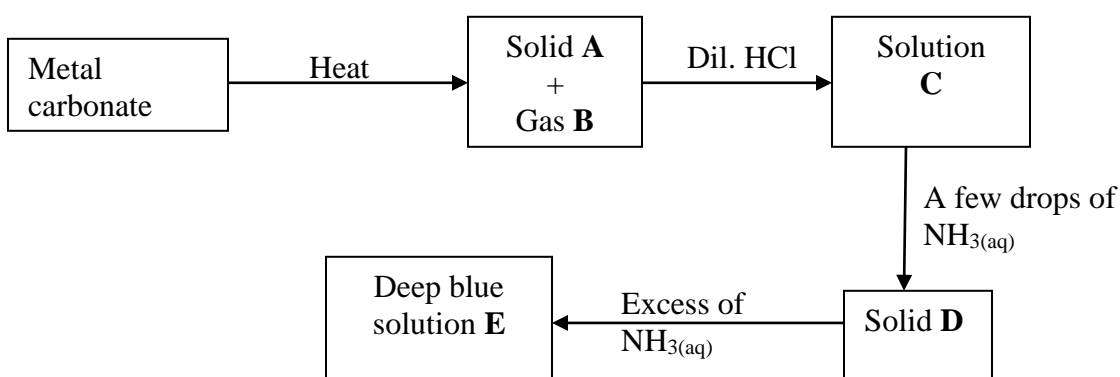 Metal
carbonate
Heat
Solid A
+
Gas B
Dil. HCl
Solution
C
A few drops of
NH3(aq)
Solid D
Excess of
NH3(aq)
Deep blue
solution E